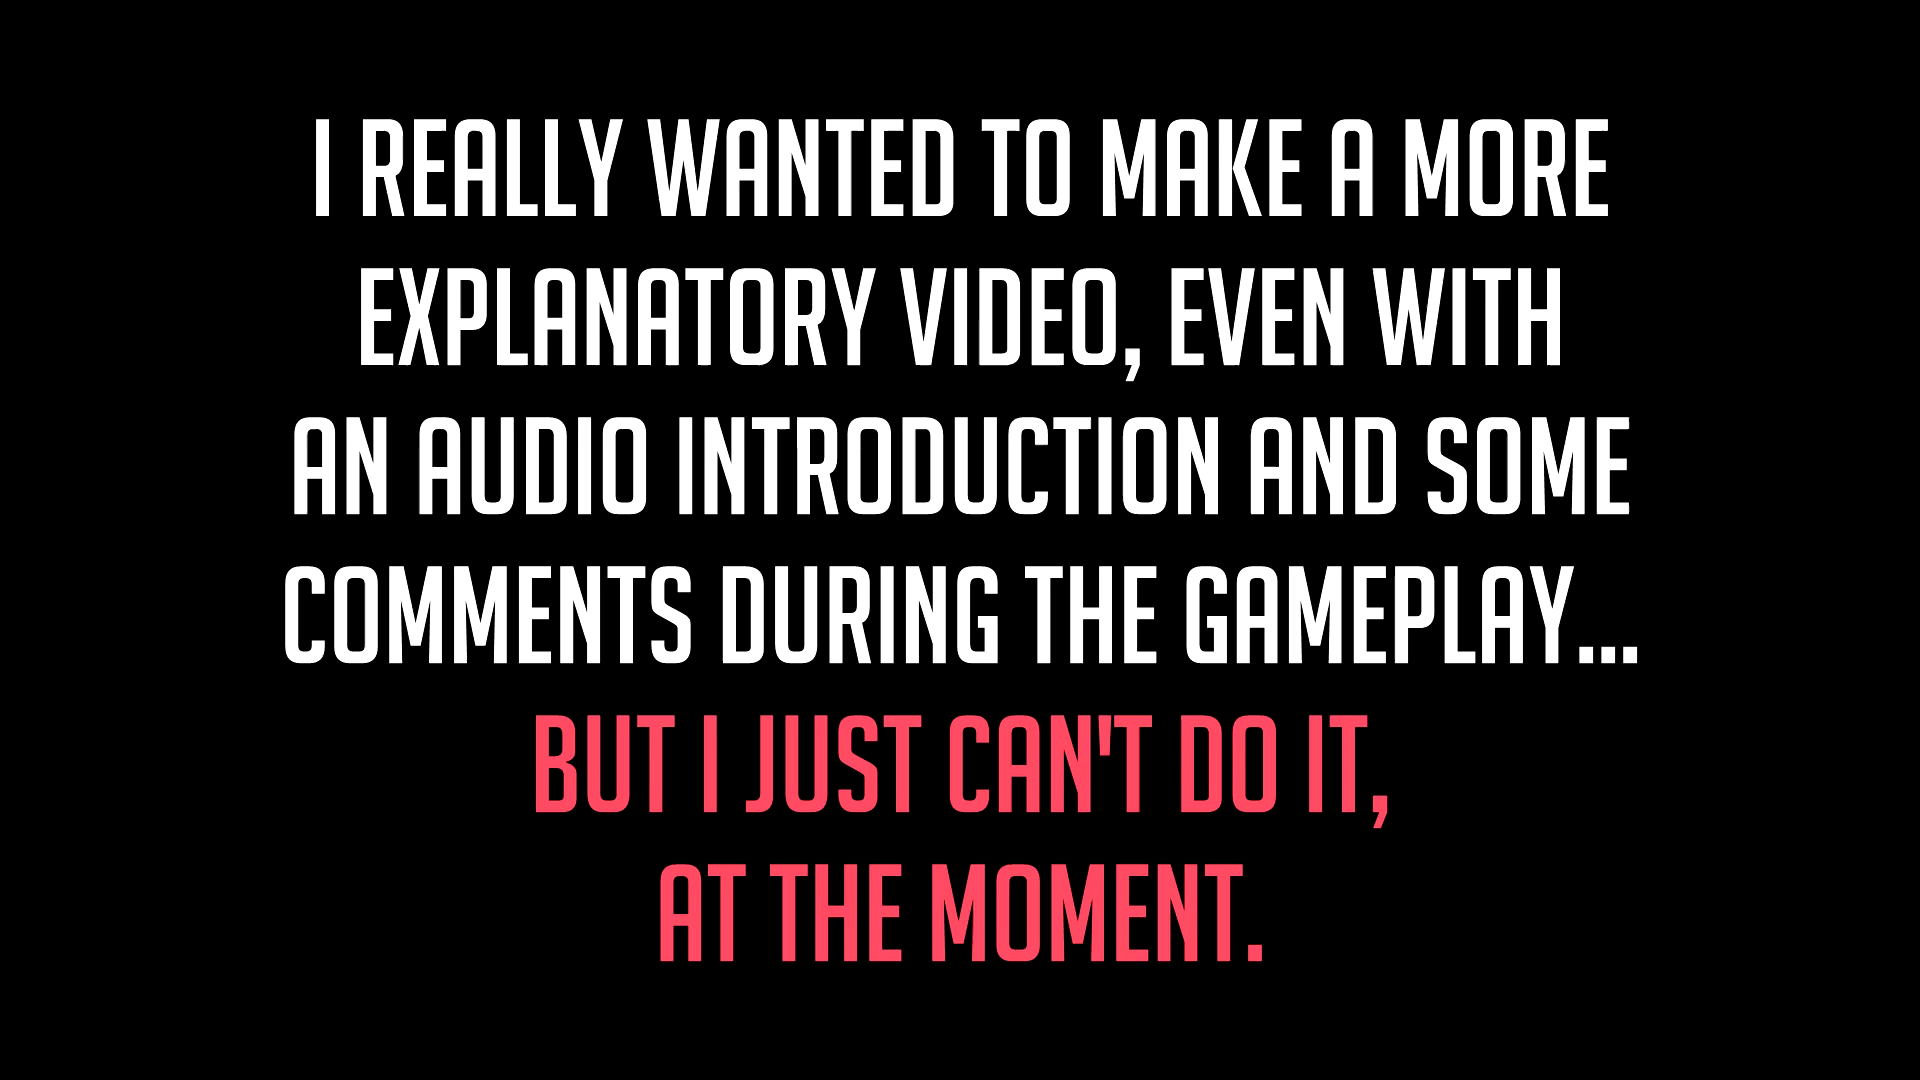 I REALLY WANTED TO MAKE A MORE
EXPLANATORY VIDEO, EVEN WITH
AN AUDIO INTRODUCTION AND SOME
COMMENTS DURING THE GAMEPLAY...
BUT I JUST CAN'T DO IT,
AT THE MOMENT.